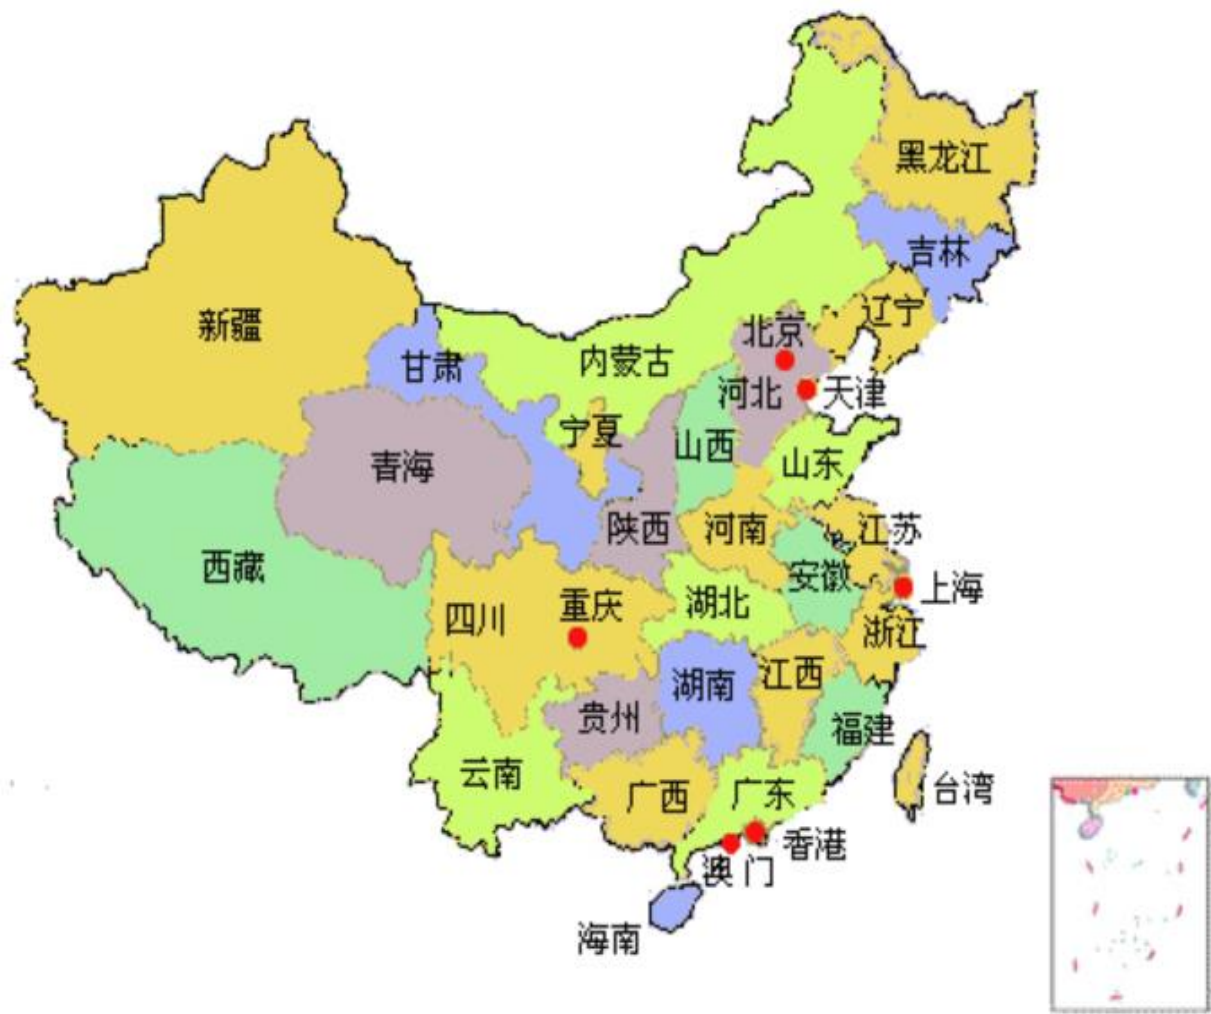 黑龙江
吉林
辽宁
新疆
北京
甘肃
内蒙古
河北
天津
宁夏
山西
青海
山东
陕西
河南
江苏
西藏
安徽
上海
重庆
湖北
四川
浙江
湖南
江西
贵州
福建
云南
广西
广东
台湾
香港
澳门
海南